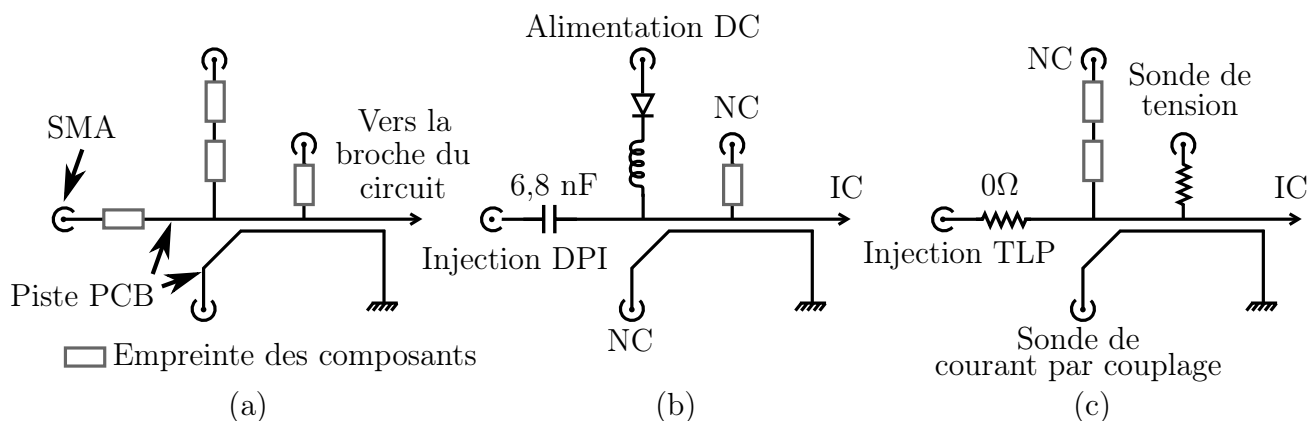 SMA
Vers la
broche du
circuit
Piste PCB
Empreinte des composants
(a)
Alimentation DC
NC
6,8 nF
IC
Injection DPI
NC
(b)
NC
Sonde de
tension
0Ω
IC
Injection TLP
Sonde de
courant par couplage
(c)